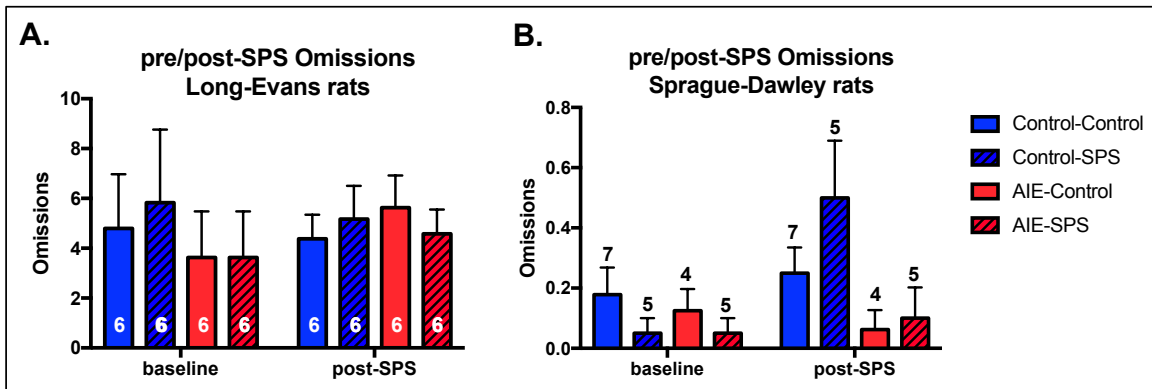 A.
pre/post-SPS Omissions
Long-Evans rats
Omissions
10
8
6
4
2
0
6 6 6 6 6 6 6 6
baseline post-SPS
B.
pre/post-SPS Omissions
Sprague-Dawley rats
Omissions
0.8
0.6
0.4
0.2
0.0
7 5 4 5 7 5 4 5
baseline post-SPS
Control-Control
Control-SPS
AIE-Control
AIE-SPS